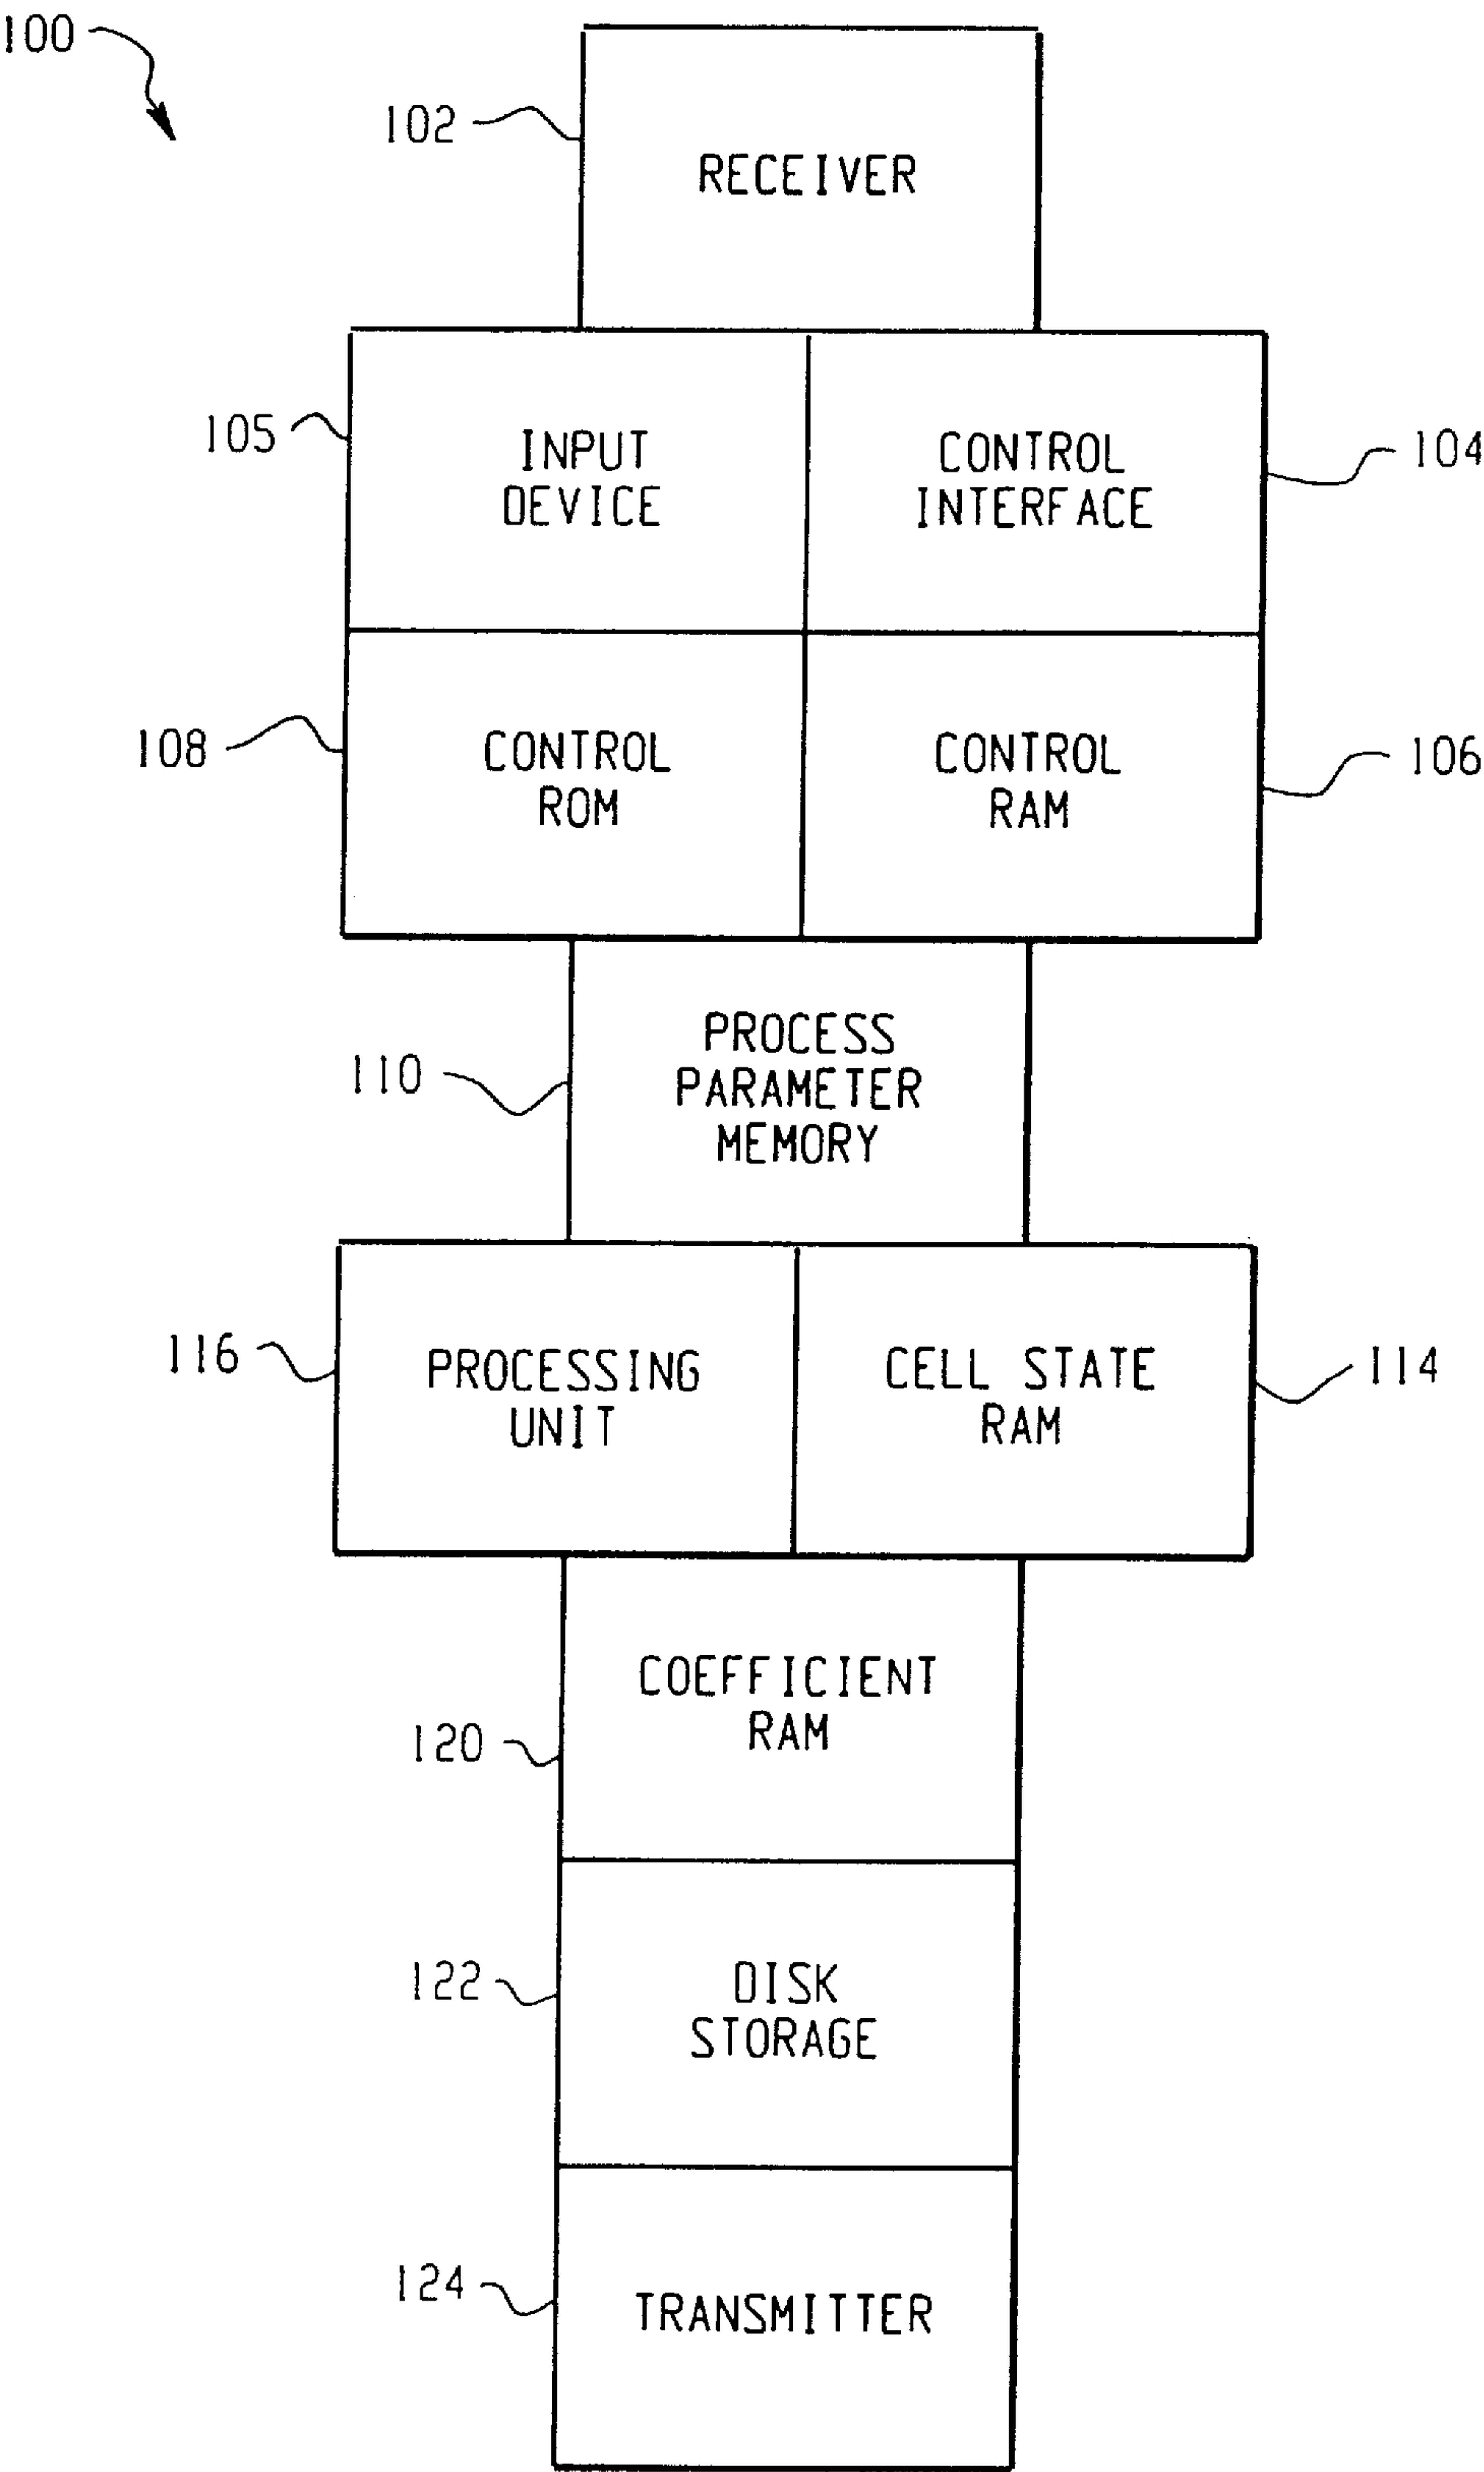 100
102
RECEIVER
105
INPUT
DEVICE
CONTROL
INTERFACE
104
108
CONTROL
ROM
CONTROL
RAM
106
110
PROCESS
PARAMETER
MEMORY
116
PROCESSING
UNIT
CELL STATE
RAM
114
COEFFICIENT
RAM
120
122
DISK
STORAGE
124
TRANSMITTER